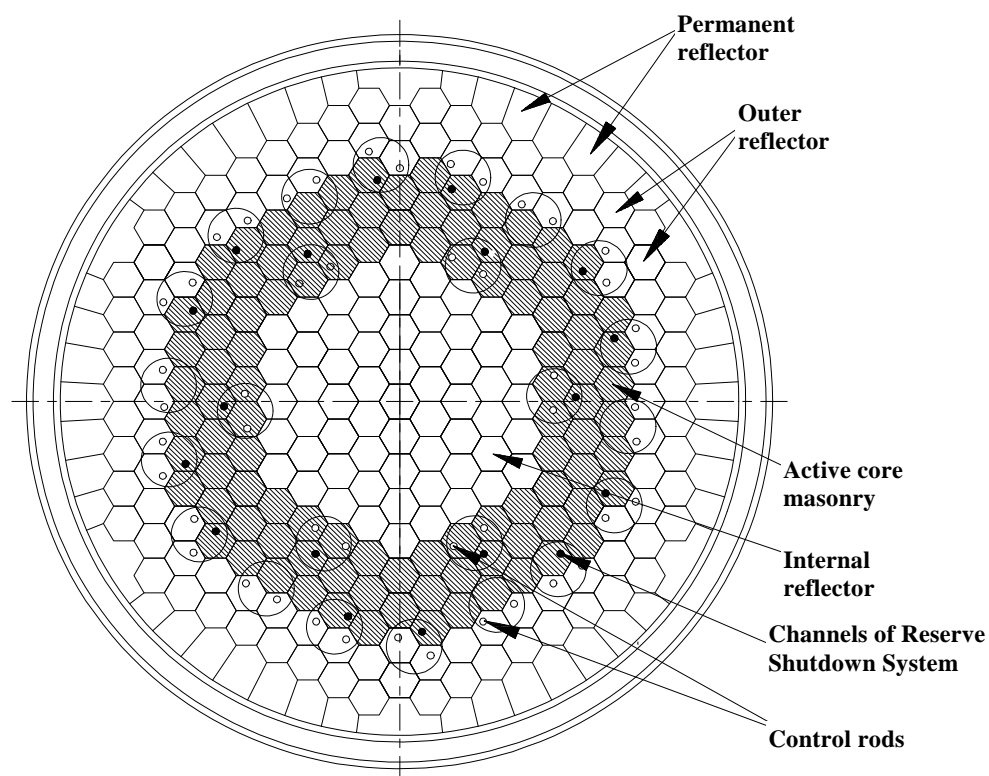 Permanent
reflector
Outer
reflector
Active core
masonry
Internal
reflector
Channels of Reserve
Shutdown System
Control rods